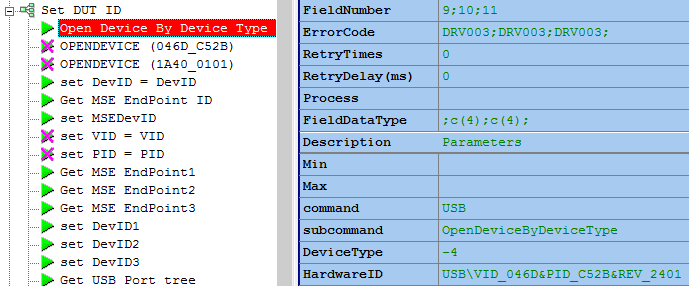 Set DUT ID
Open Device By Device Type
OPENDEVICE (046D_C52B)
OPENDEVICE (1A40_0101)
set DevID = DevID
Get MSE EndPoint ID
set MSEDevID
set VID = VID
set PID = PID
Get MSE EndPoint1
Get MSE EndPoint2
Get MSE EndPoint3
set DevID1
set DevID2
set DevID3
Get USB Port tree
FieldNumber 9;10;11
ErrorCode DRV003;DRV003;DRV003;
RetryTimes 0
RetryDelay(ms) 0
Process
FieldDataType ;c(4);c(4);
Description Parameters
Min
Max
command USB
subcommand OpenDeviceByDeviceType
DeviceType -4
HardwareID USB\VID_046D&PID_C52B&REV_2401